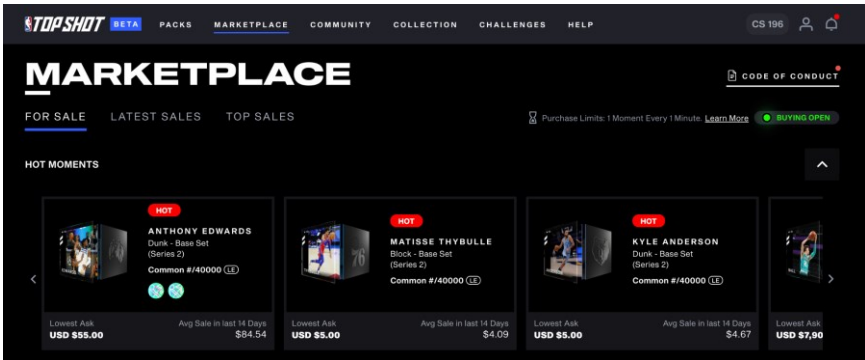 TOP SHOT BETA PACKS MARKETPLACE COMMUNITY COLLECTION CHALLENGES HELP CS 196
MARKETPLACE
CODE OF CONDUCT
FOR SALE LATEST SALES TOP SALES
Purchase Limits: 1 Moment Every 1 Minute. Learn More BUYING OPEN
HOT MOMENTS
HOT
ANTHONY EDWARDS
Dunk - Base Set
(Series 2)
Common #/40000 LE
Lowest Ask Avg Sale in last 14 Days
USD $55.00 $84.54
HOT
MATISSE THYBULLE
Block - Base Set
(Series 2)
Common #/40000 LE
76
Lowest Ask Avg Sale in last 14 Days
USD $5.00 $4.09
HOT
KYLE ANDERSON
Dunk - Base Set
(Series 2)
Common #/40000 LE
Lowest Ask Avg Sale in last 14 Days
USD $5.00 $4.67
Lowest Ask
USD $7,90